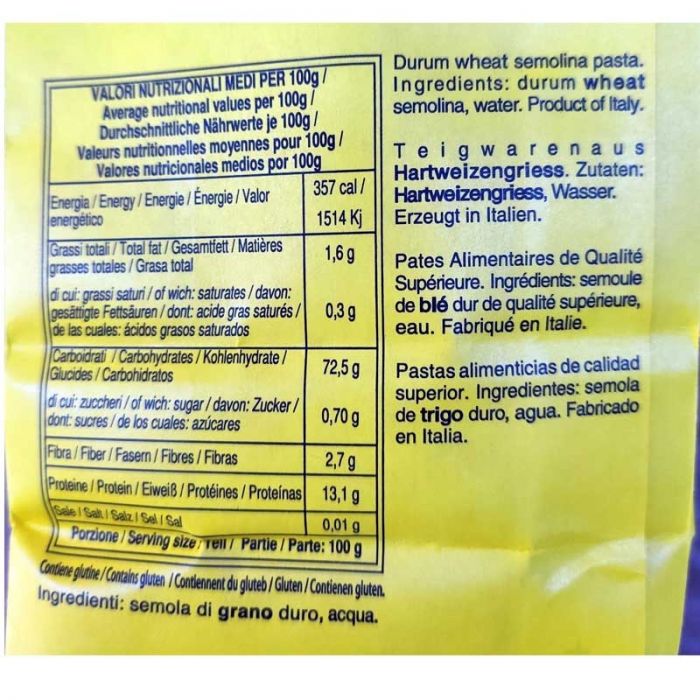 VALORI NUTRIZIONALI MEDI PER 100g /
Average nutritional values per 100g /
Durchschnittliche Nährwerte je 100g /
Valeurs nutritionnelles moyennes pour 100g /
Valores nutricionales medios por 100g
Energia / Energy / Energie / Énergie / Valor
energético
357 cal /
1514 Kj
Grassi totali / Total fat / Gesamtfett / Matières
grasses totales / Grasa total
1,6 g
di cui: grassi saturi / of wich: saturates / davon:
gesättigte Fettsäuren / dont: acide gras saturés /
de las cuales: ácidos grasos saturados
0,3 g
Carboidrati / Carbohydrates / Kohlenhydrate /
Glucides / Carbohidratos
72,5 g
di cui: zuccheri / of wich: sugar / davon: Zucker /
dont: sucres / de los cuales: azúcares
0,70 g
Fibra / Fiber / Fasern / Fibres / Fibras
2,7 g
Proteine / Protein / Eiweiß / Protéines / Proteínas
13,1 g
Sale / Salt / Salz / Sel / Sal
0,01 g
Porzione / Serving size / Teil / Partie / Parte: 100 g
Contiene glutine / Contains gluten / Contiennent du gluteb / Gluten / Contienen gluten.
Ingredienti: semola di grano duro, acqua.
Durum wheat semolina pasta.
Ingredients: durum wheat
semolina, water. Product of Italy.
Teigwarenaus
Hartweizengriess. Zutaten:
Hartweizengriess, Wasser.
Erzeugt in Italien.
Pates Alimentaires de Qualité
Supérieure. Ingrédients: semoule
de blé dur de qualité supérieure,
eau. Fabriqué en Italie.
Pastas alimenticias de calidad
superior. Ingredientes: semola
de trigo duro, agua. Fabricado
en Italia.